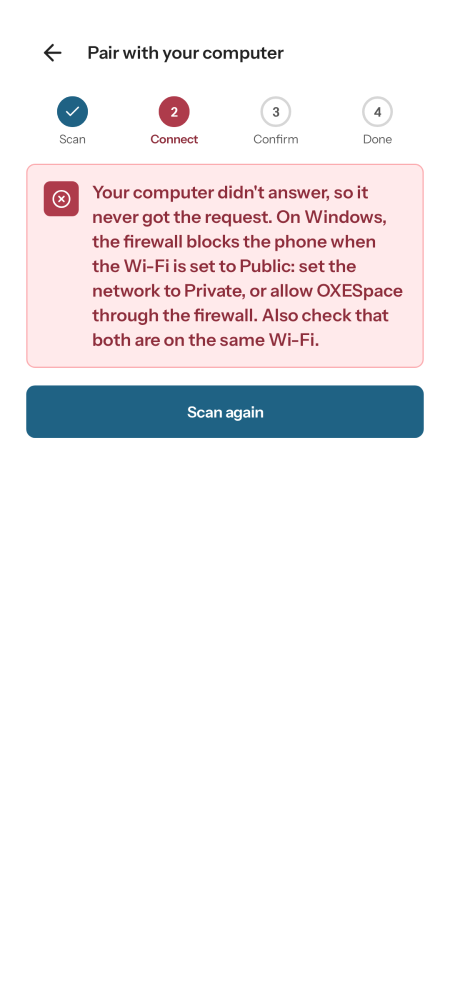 Pair with your computer
2
3
4
Scan
Connect
Confirm
Done
Your computer didn't answer, so it
never got the request. On Windows,
the firewall blocks the phone when
the Wi-Fi is set to Public: set the
network to Private, or allow OXESpace
through the firewall. Also check that
both are on the same Wi-Fi.
Scan again